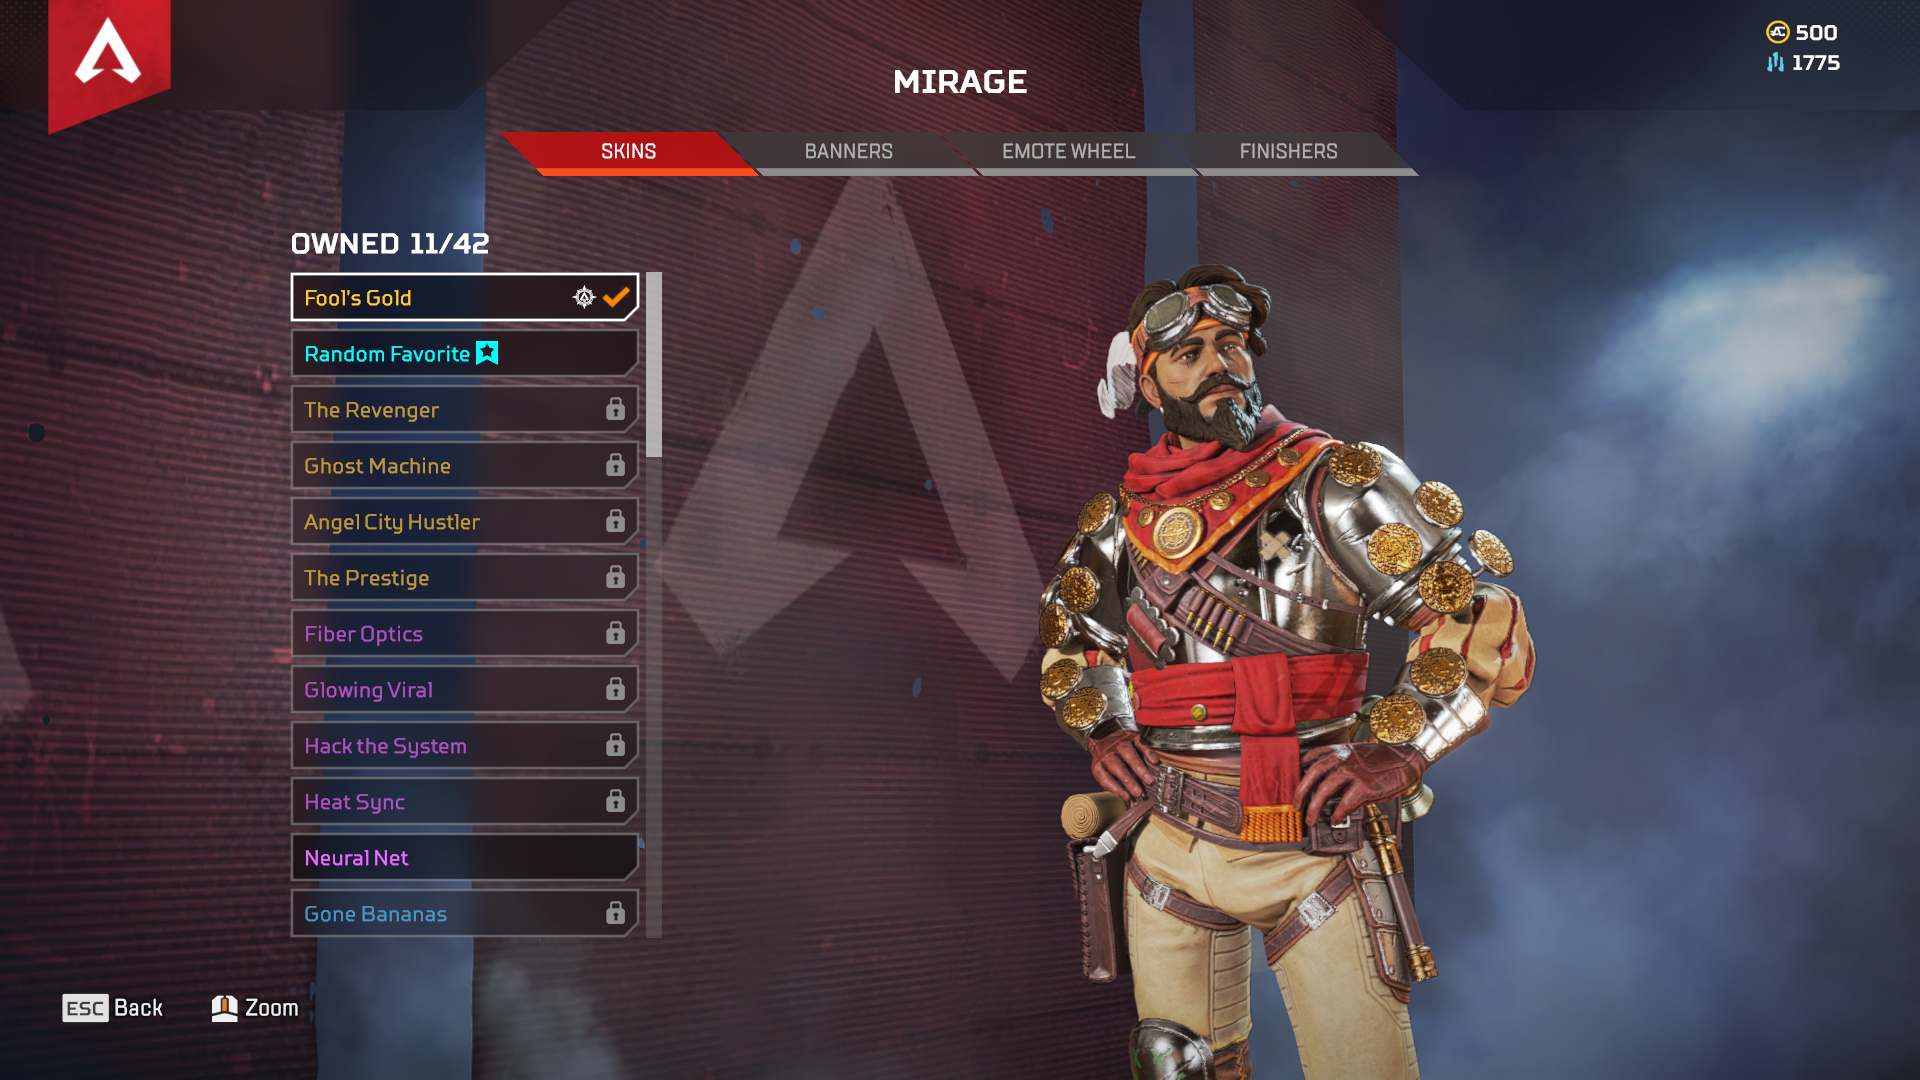 500
1775
MIRAGE
SKINS
BANNERS
EMOTE WHEEL
FINISHERS
OWNED 11/42
Fool's Gold
Random Favorite
The Revenger
Ghost Machine
Angel City Hustler
The Prestige
Fiber Optics
Glowing Viral
Hack the System
Heat Sync
Neural Net
Gone Bananas
ESC Back
Zoom